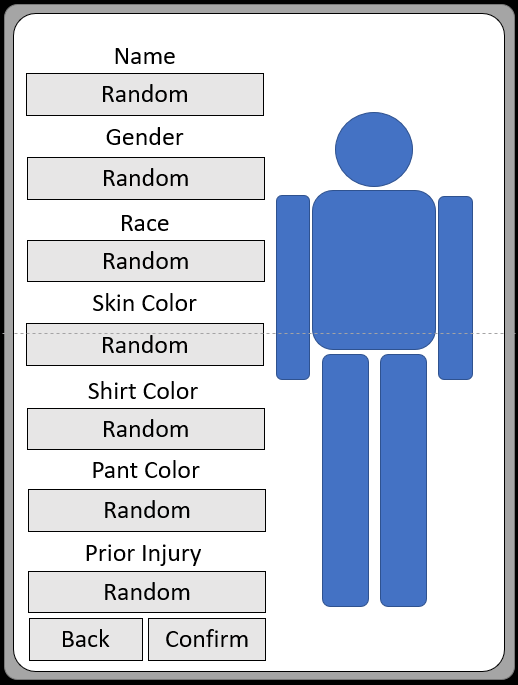 Name
Random
Gender
Random
Race
Random
Skin Color
Random
Shirt Color
Random
Pant Color
Random
Prior Injury
Random
Back Confirm